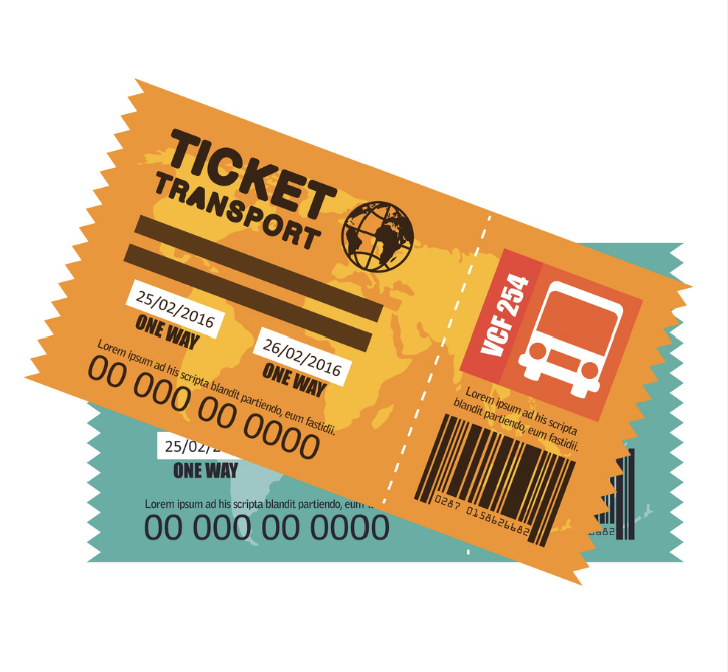 TICKET
TRANSPORT
25/02/2016
ONE WAY
26/02/2016
ONE WAY
Lorem ipsum ad his scripta blandit partiendo, eum fastidii.
00 000 00 0000
VCF 254
Lorem ipsum ad his scripta
blandit partiendo, eum fastidii.
0287 0158626682
25/02/2
ONE WAY
Lorem ipsum ad his scripta blandit partiendo, eum
00 000 00 0000
682